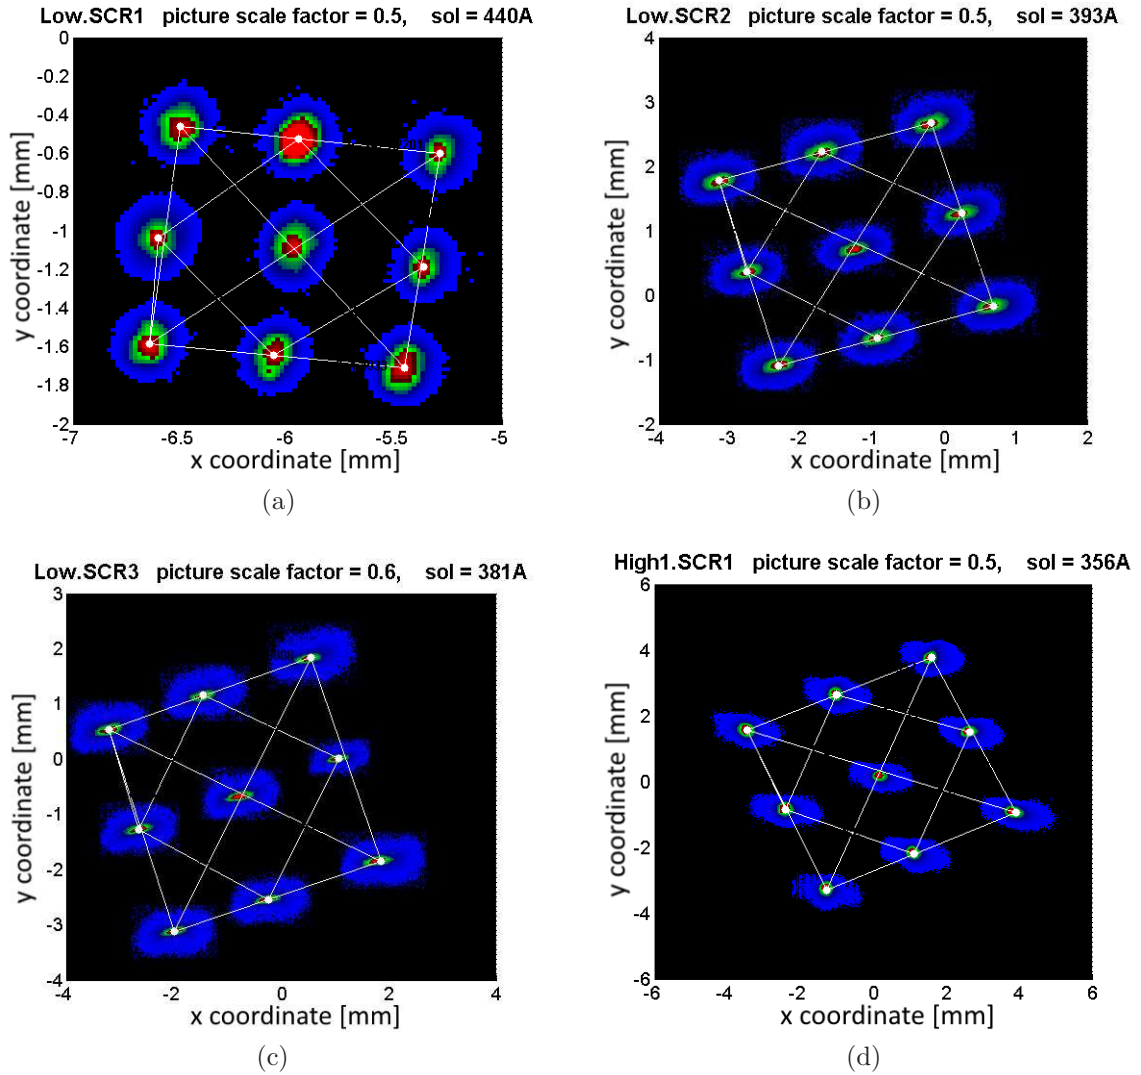 Low.SCR1 picture scale factor = 0.5, sol = 440A
0
-0.2
-0.4
-0.6
-0.8
-1
-1.2
-1.4
-1.6
-1.8
-2
y coordinate [mm]
-7 -6.5 -6 -5.5 -5
x coordinate [mm]
(a)
Low.SCR2 picture scale factor = 0.5, sol = 393A
4
3
2
1
0
-1
-2
y coordinate [mm]
-4 -3 -2 -1 0 1 2
x coordinate [mm]
(b)
Low.SCR3 picture scale factor = 0.6, sol = 381A
3
2
1
0
-1
-2
-3
-4
y coordinate [mm]
-4 -2 0 2 4
x coordinate [mm]
(c)
High1.SCR1 picture scale factor = 0.5, sol = 356A
6
4
2
0
-2
-4
-6
y coordinate [mm]
-6 -4 -2 0 2 4 6
x coordinate [mm]
(d)